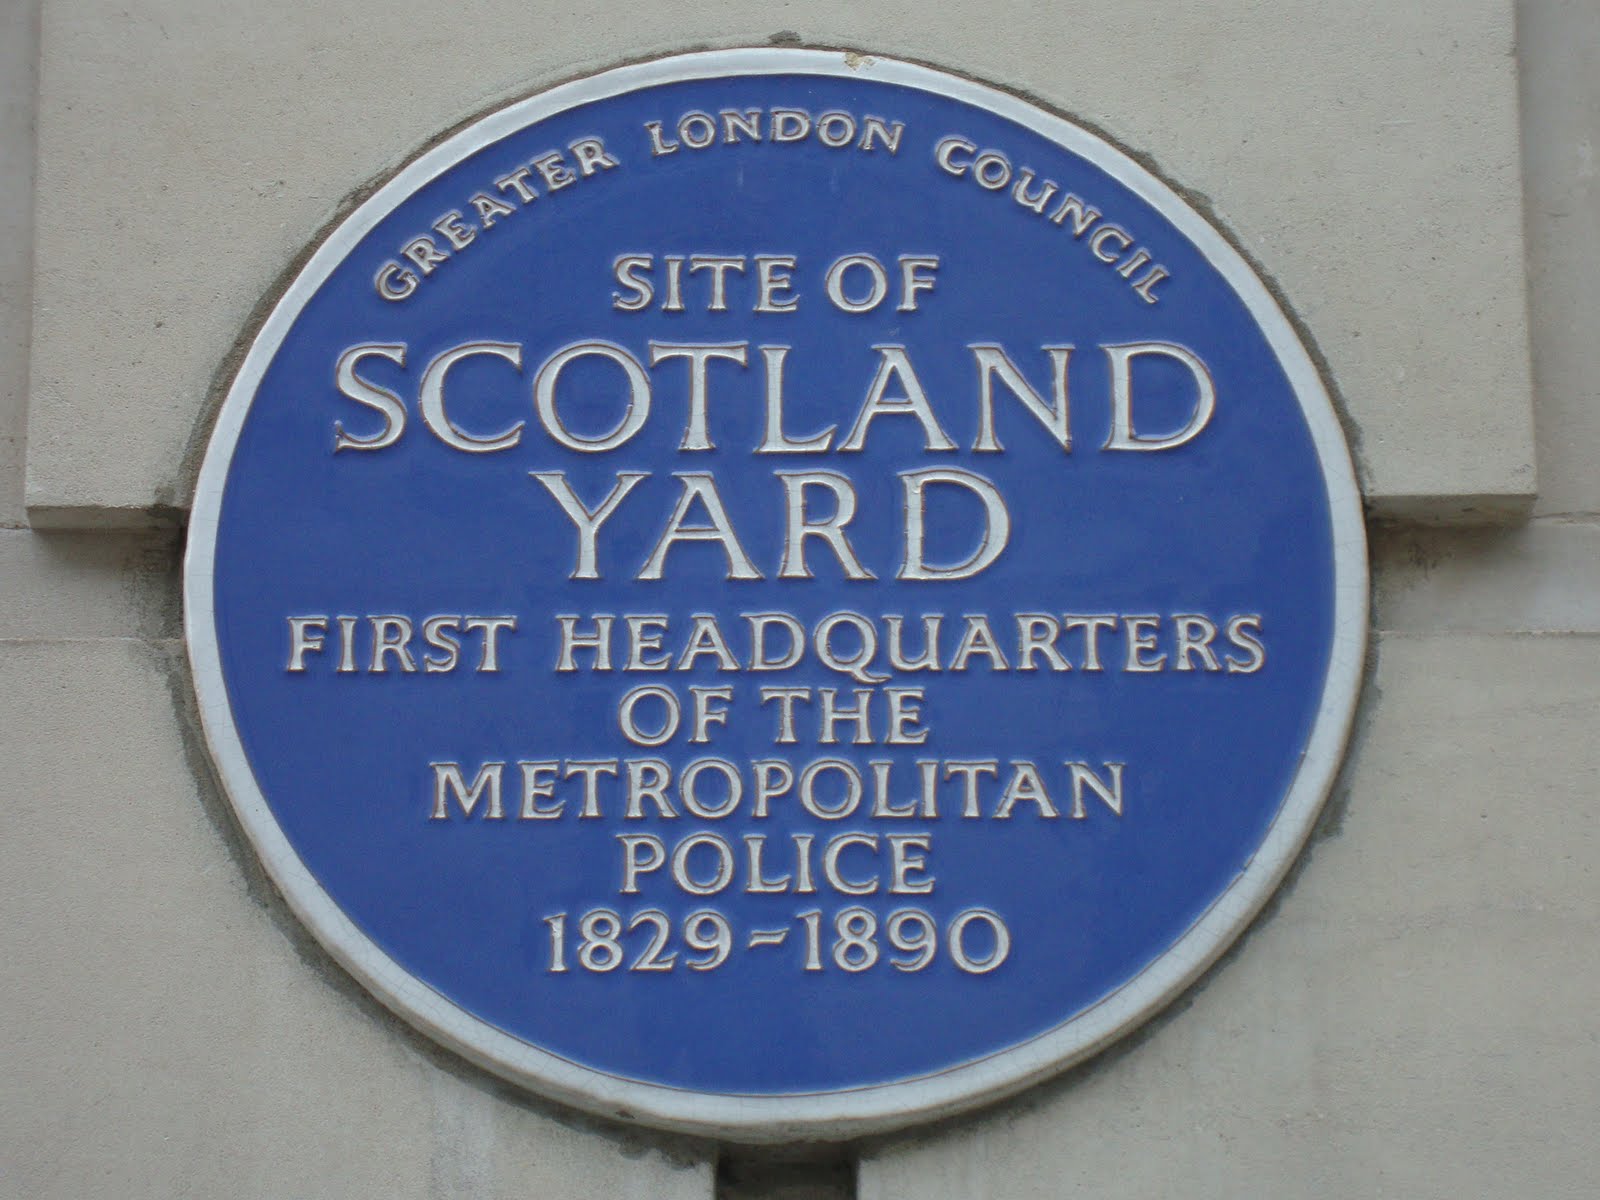 GREATER LONDON COUNCIL
SITE OF
SCOTLAND
YARD
FIRST HEADQUARTERS
OF THE
METROPOLITAN
POLICE
1829-1890